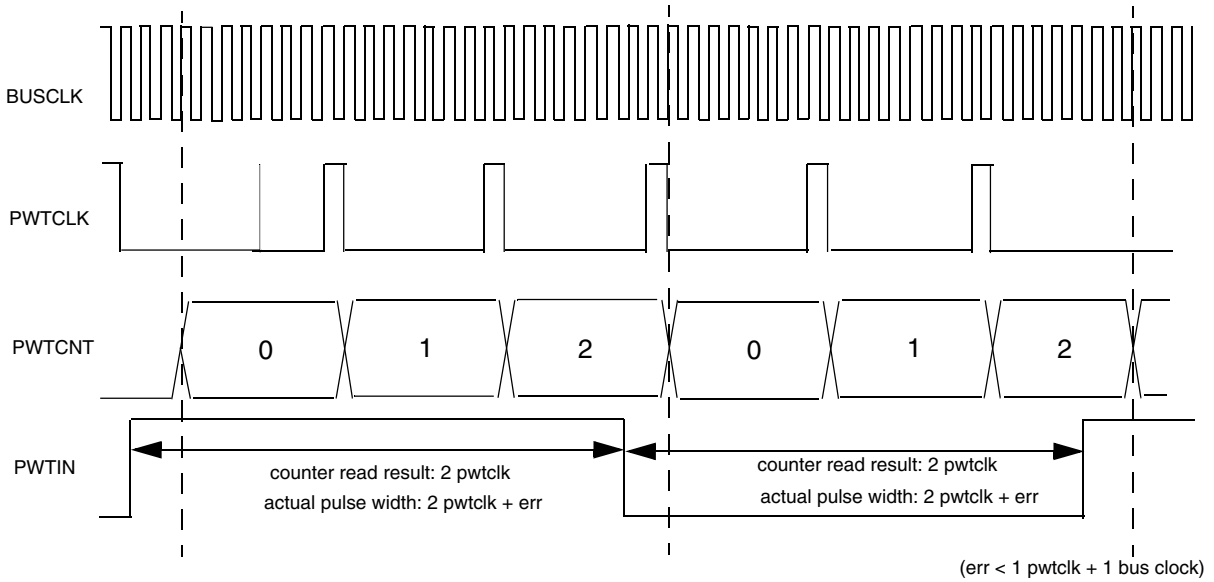 BUSCLK
PWTCLK
PWTCNT
0 1 2 0 1 2
PWTIN
counter read result: 2 pwtclk
actual pulse width: 2 pwtclk + err
counter read result: 2 pwtclk
actual pulse width: 2 pwtclk + err
(err < 1 pwtclk + 1 bus clock)